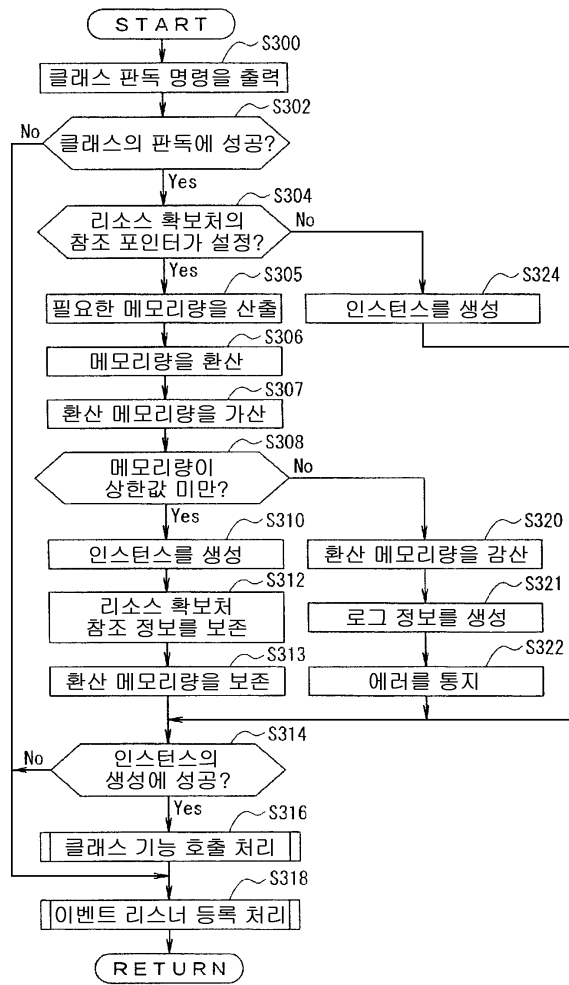 START
S300
클래스 판독 명령을 출력
S302
No
클래스의 판독에 성공?
Yes
S304
리소스 확보처의
참조 포인터가 설정?
No
Yes
S305
필요한 메모리량을 산출
S324
인스턴스를 생성
S306
메모리량을 환산
S307
환산 메모리량을 가산
S308
메모리량이
상한값 미만?
No
Yes
S310
인스턴스를 생성
S320
환산 메모리량을 감산
S312
리소스 확보처
참조 정보를 보존
S321
로그 정보를 생성
S313
환산 메모리량을 보존
S322
에러를 통지
S314
No
인스턴스의
생성에 성공?
Yes
S316
클래스 기능 호출 처리
S318
이벤트 리스너 등록 처리
RETURN